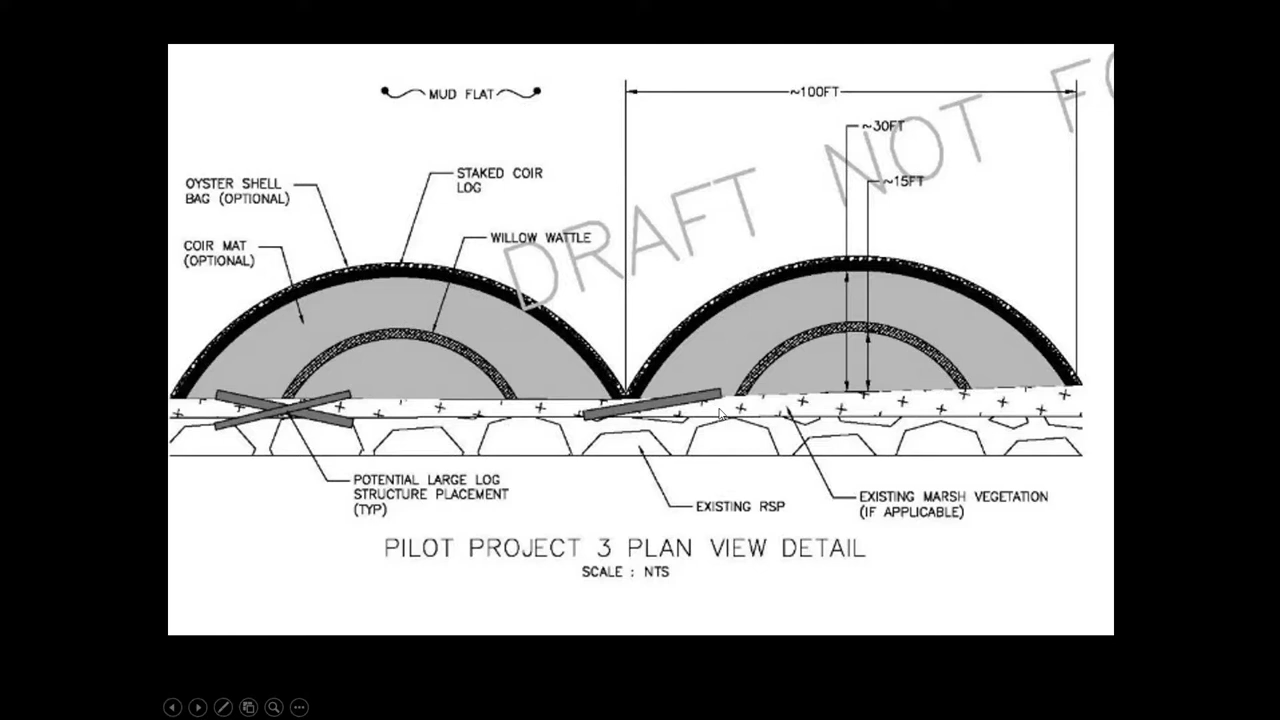 MUD FLAT
~100FT
~30FT
~15FT
OYSTER SHELL
BAG (OPTIONAL)
STAKED COIR
LOG
COIR MAT
(OPTIONAL)
WILLOW WATTLE
DRAFT NOT FO
POTENTIAL LARGE LOG
STRUCTURE PLACEMENT
(TYP)
EXISTING RSP
EXISTING MARSH VEGETATION
(IF APPLICABLE)
PILOT PROJECT 3 PLAN VIEW DETAIL
SCALE : NTS